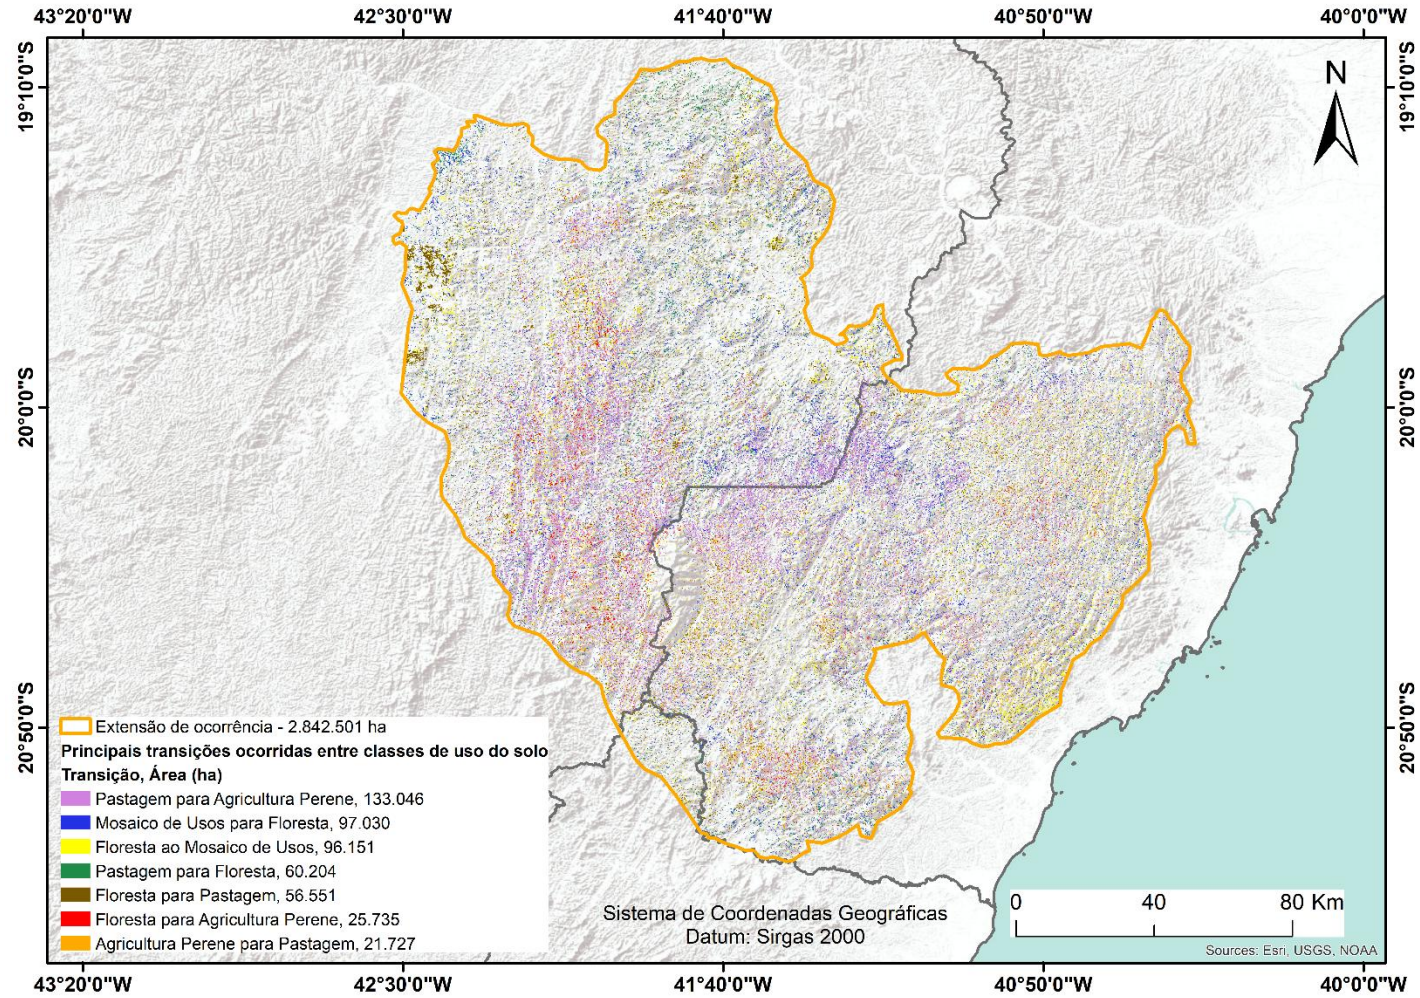 43°20'0"W 42°30'0"W 41°40'0"W 40°50'0"W 40°0'0"W
19°10'0"S
19°10'0"S
N
20°0'0"S
20°0'0"S
20°50'0"S
20°50'0"S
Extensão de ocorrência - 2.842.501 ha
Principais transições ocorridas entre classes de uso do solo
Transição, Área (ha)
Pastagem para Agricultura Perene, 133.046
Mosaico de Usos para Floresta, 97.030
Floresta ao Mosaico de Usos, 96.151
Pastagem para Floresta, 60.204
Floresta para Pastagem, 56.551
Floresta para Agricultura Perene, 25.735
Agricultura Perene para Pastagem, 21.727
Sistema de Coordenadas Geográficas
Datum: Sirgas 2000
0 40 80 Km
Sources: Esri, USGS, NOAA
43°20'0"W 42°30'0"W 41°40'0"W 40°50'0"W 40°0'0"W